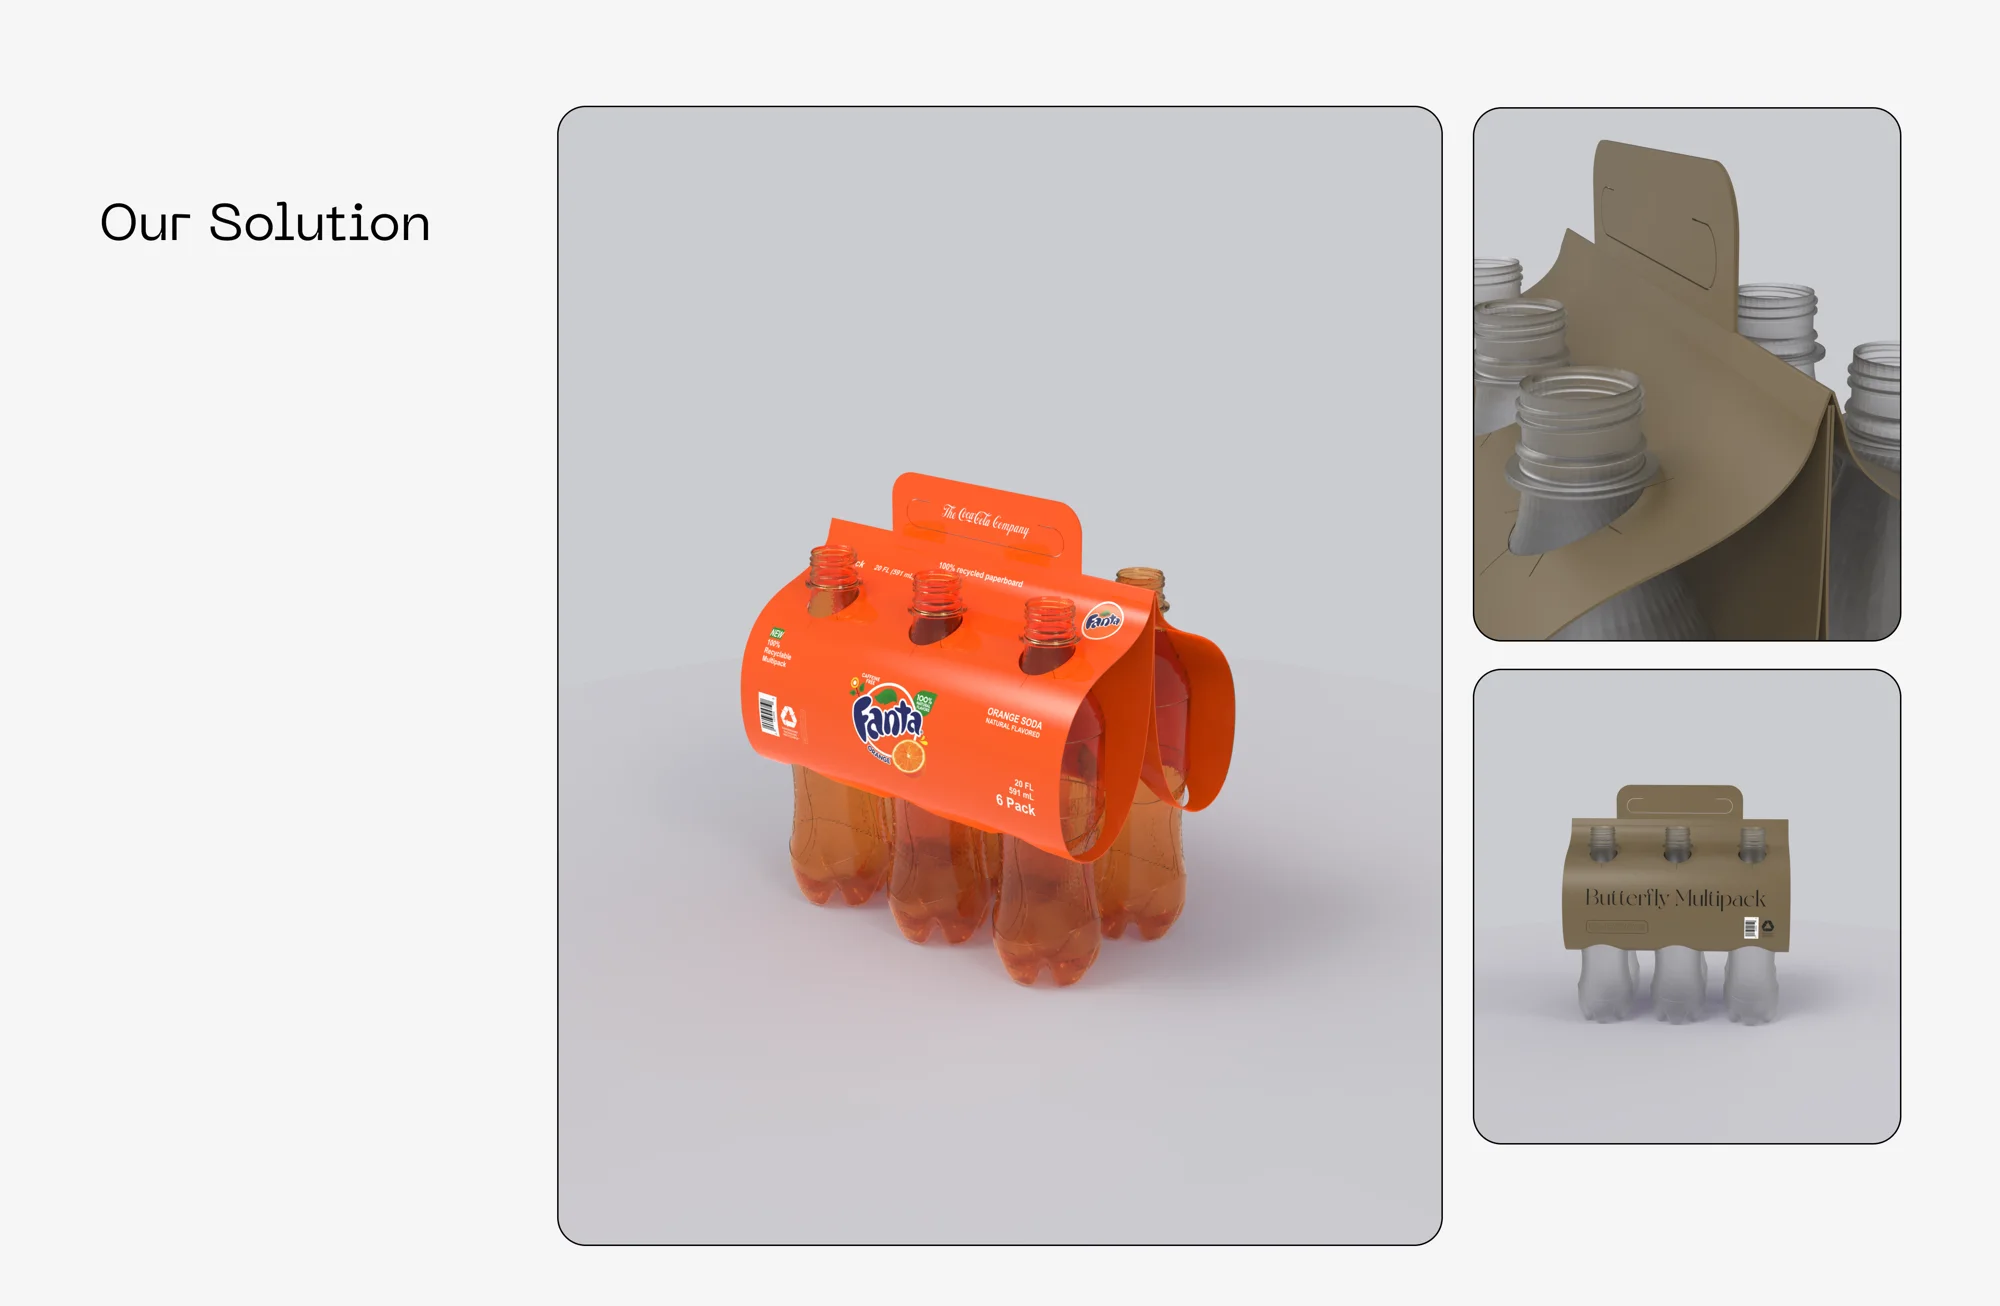 Our Solution
The Coca-Cola Company
20 FL (591 mL
100% recycled paperboard
Fanta
NEW
100%
Recyclable
Multipack
CAFFEINE
FREE
100%
NATURAL
FLAVORS
Fanta
ORANGE
ORANGE SODA
NATURAL FLAVORED
20 FL
591 mL
6 Pack
Butterfly Multipack